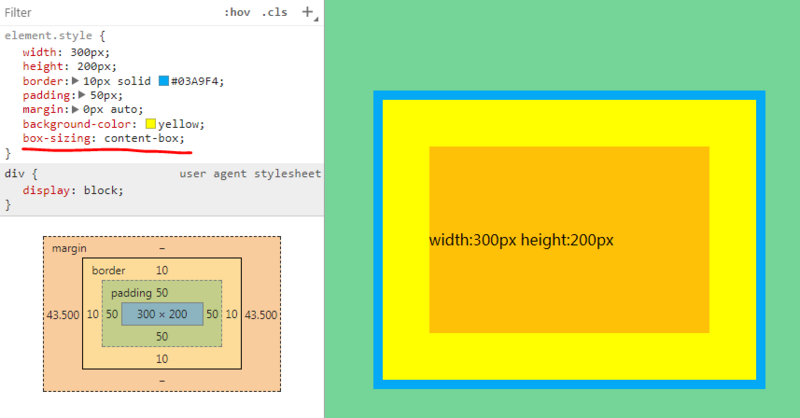 Filter :hov .cls +
element.style {
width: 300px;
height: 200px;
border: 10px solid #03A9F4;
padding: 50px;
margin: 0px auto;
background-color: yellow;
box-sizing: content-box;
}
div { user agent stylesheet
display: block;
}
margin –
border 10
padding 50
43.500 10 50 300 × 200 50 10 43.500
50
10
–
width:300px height:200px